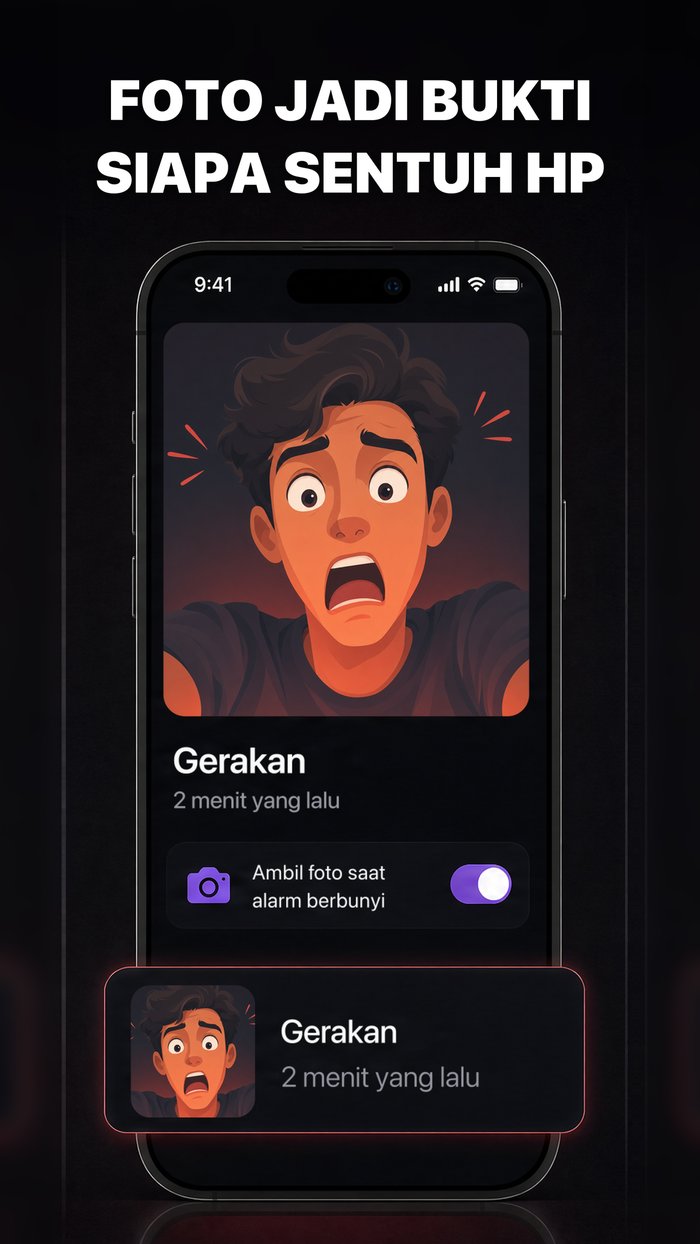 FOTO JADI BUKTI
SIAPA SENTUH HP
9:41
Gerakan
2 menit yang lalu
Ambil foto saat
alarm berbunyi
Gerakan
2 menit yang lalu